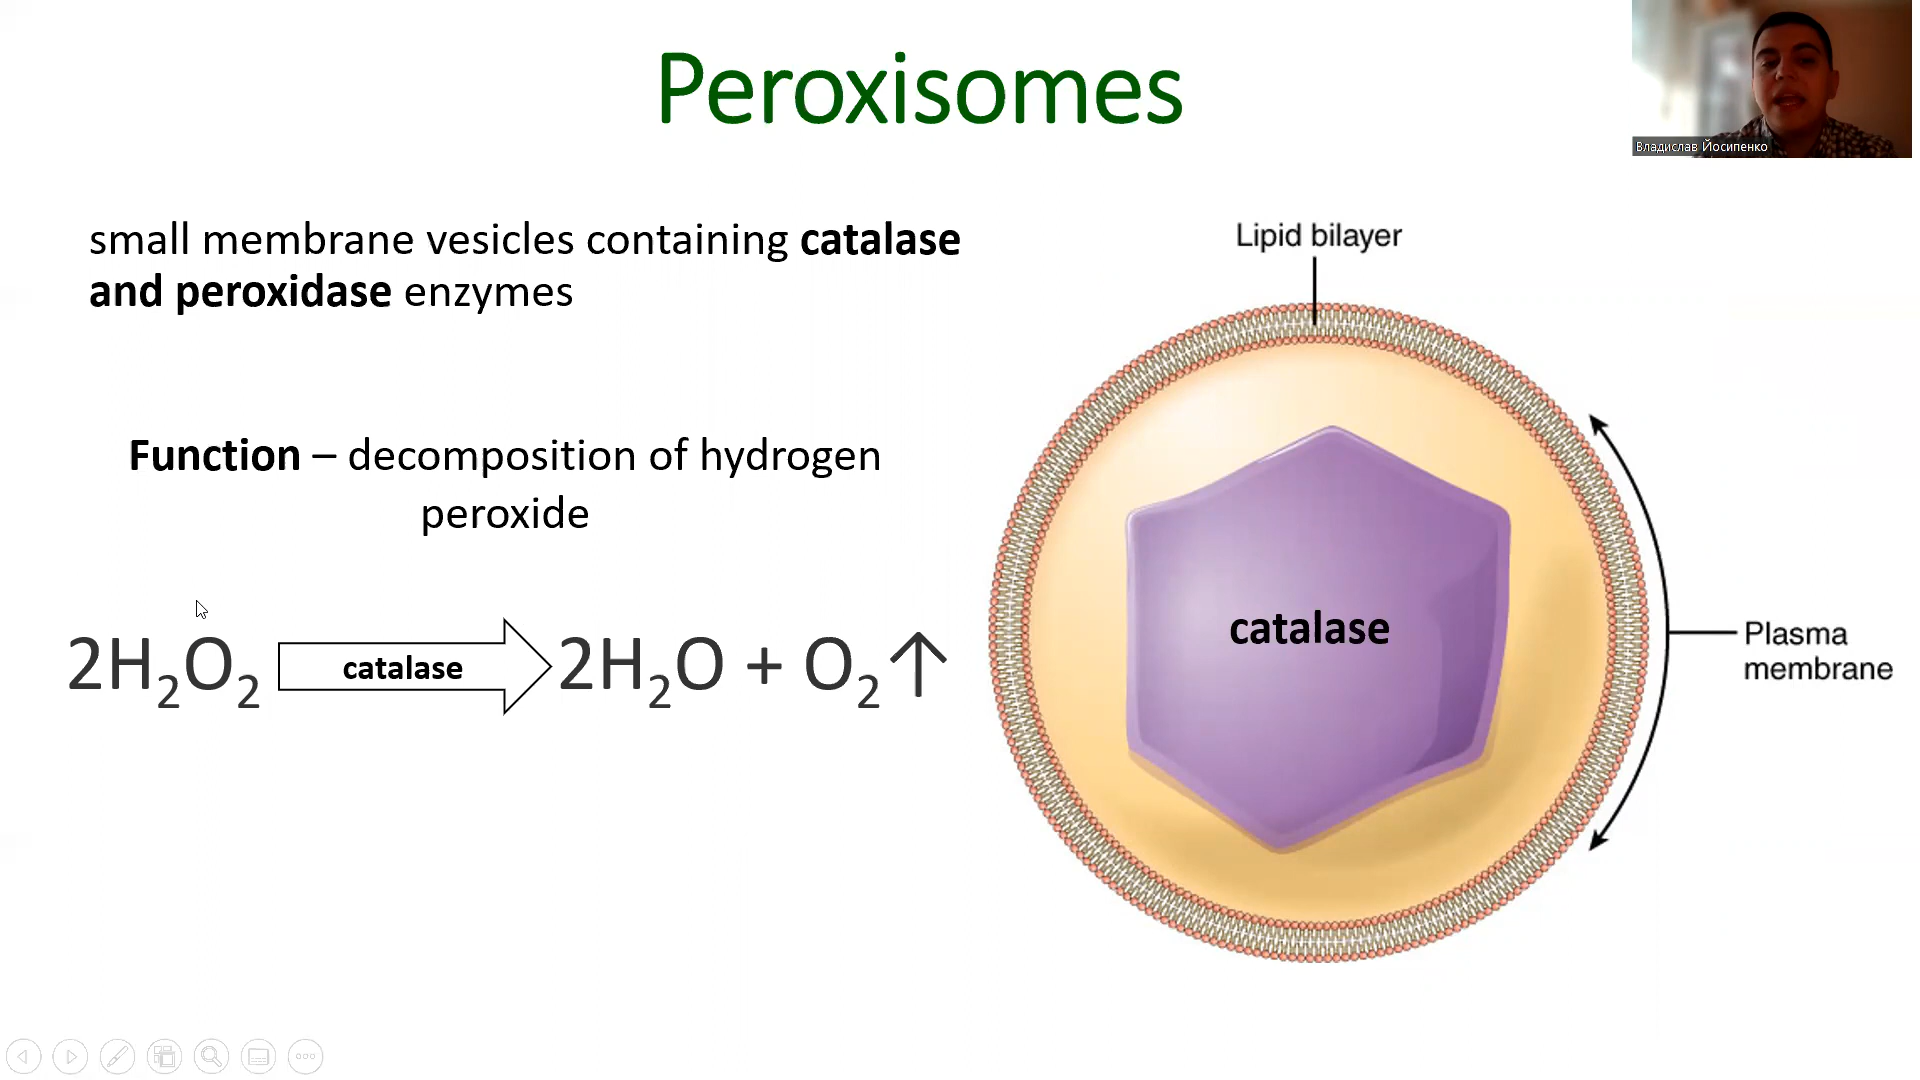 Peroxisomes
Владислав Йосипенко
small membrane vesicles containing catalase
and peroxidase enzymes
Function – decomposition of hydrogen
peroxide
2H₂O₂ catalase 2H₂O + O₂↑
Lipid bilayer
catalase
Plasma
membrane